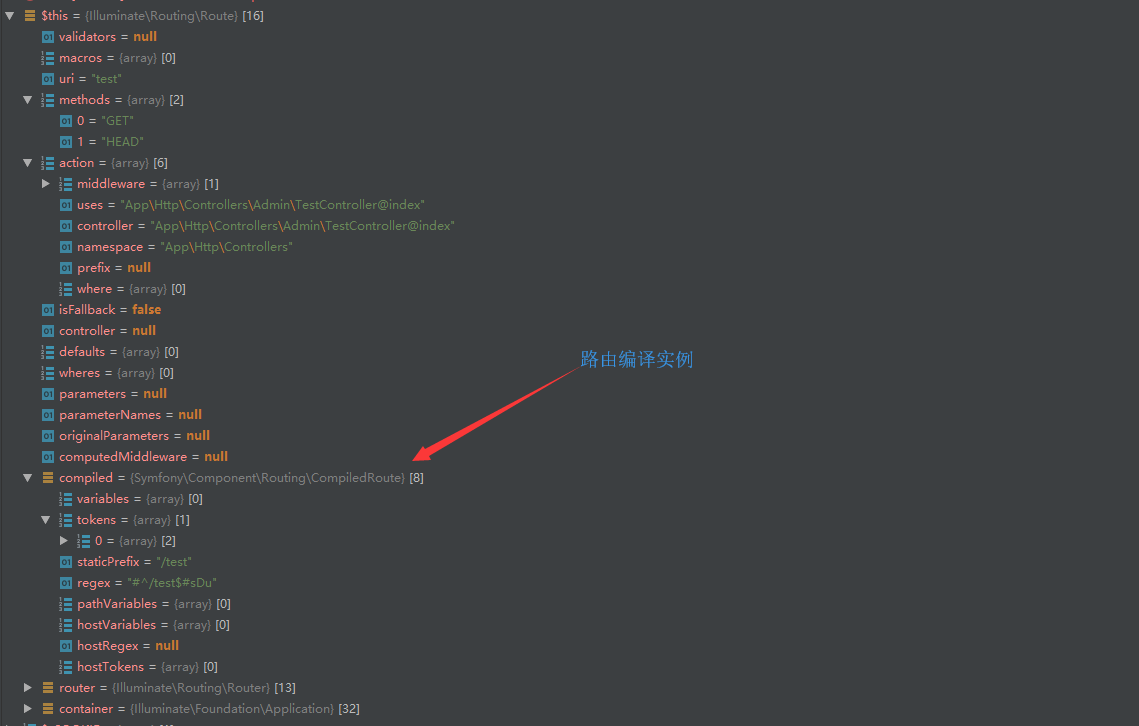 $this = {Illuminate\Routing\Route} [16]
validators = null
macros = {array} [0]
uri = "test"
methods = {array} [2]
0 = "GET"
1 = "HEAD"
action = {array} [6]
middleware = {array} [1]
uses = "App\Http\Controllers\Admin\TestController@index"
controller = "App\Http\Controllers\Admin\TestController@index"
namespace = "App\Http\Controllers"
prefix = null
where = {array} [0]
isFallback = false
controller = null
defaults = {array} [0]
路由编译实例
wheres = {array} [0]
parameters = null
parameterNames = null
originalParameters = null
computedMiddleware = null
compiled = {Symfony\Component\Routing\CompiledRoute} [8]
variables = {array} [0]
tokens = {array} [1]
0 = {array} [2]
staticPrefix = "/test"
regex = "#^/test$#sDu"
pathVariables = {array} [0]
hostVariables = {array} [0]
hostRegex = null
hostTokens = {array} [0]
router = {Illuminate\Routing\Router} [13]
container = {Illuminate\Foundation\Application} [32]